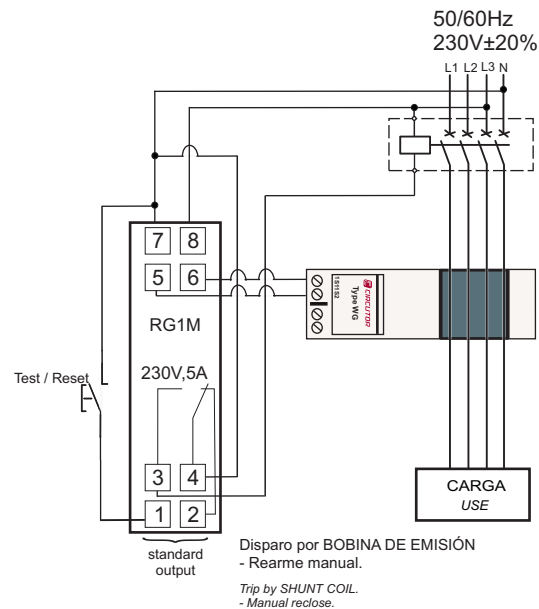 50/60Hz
230V±20%
L1 L2 L3 N
7 8
5 6
1S11S2
Type WG
CIRCUTOR
RG1M
Test / Reset
230V,5A
3 4
1 2
CARGA
USE
standard
output
Disparo por BOBINA DE EMISIÓN
- Rearme manual.
Trip by SHUNT COIL.
- Manual reclose.